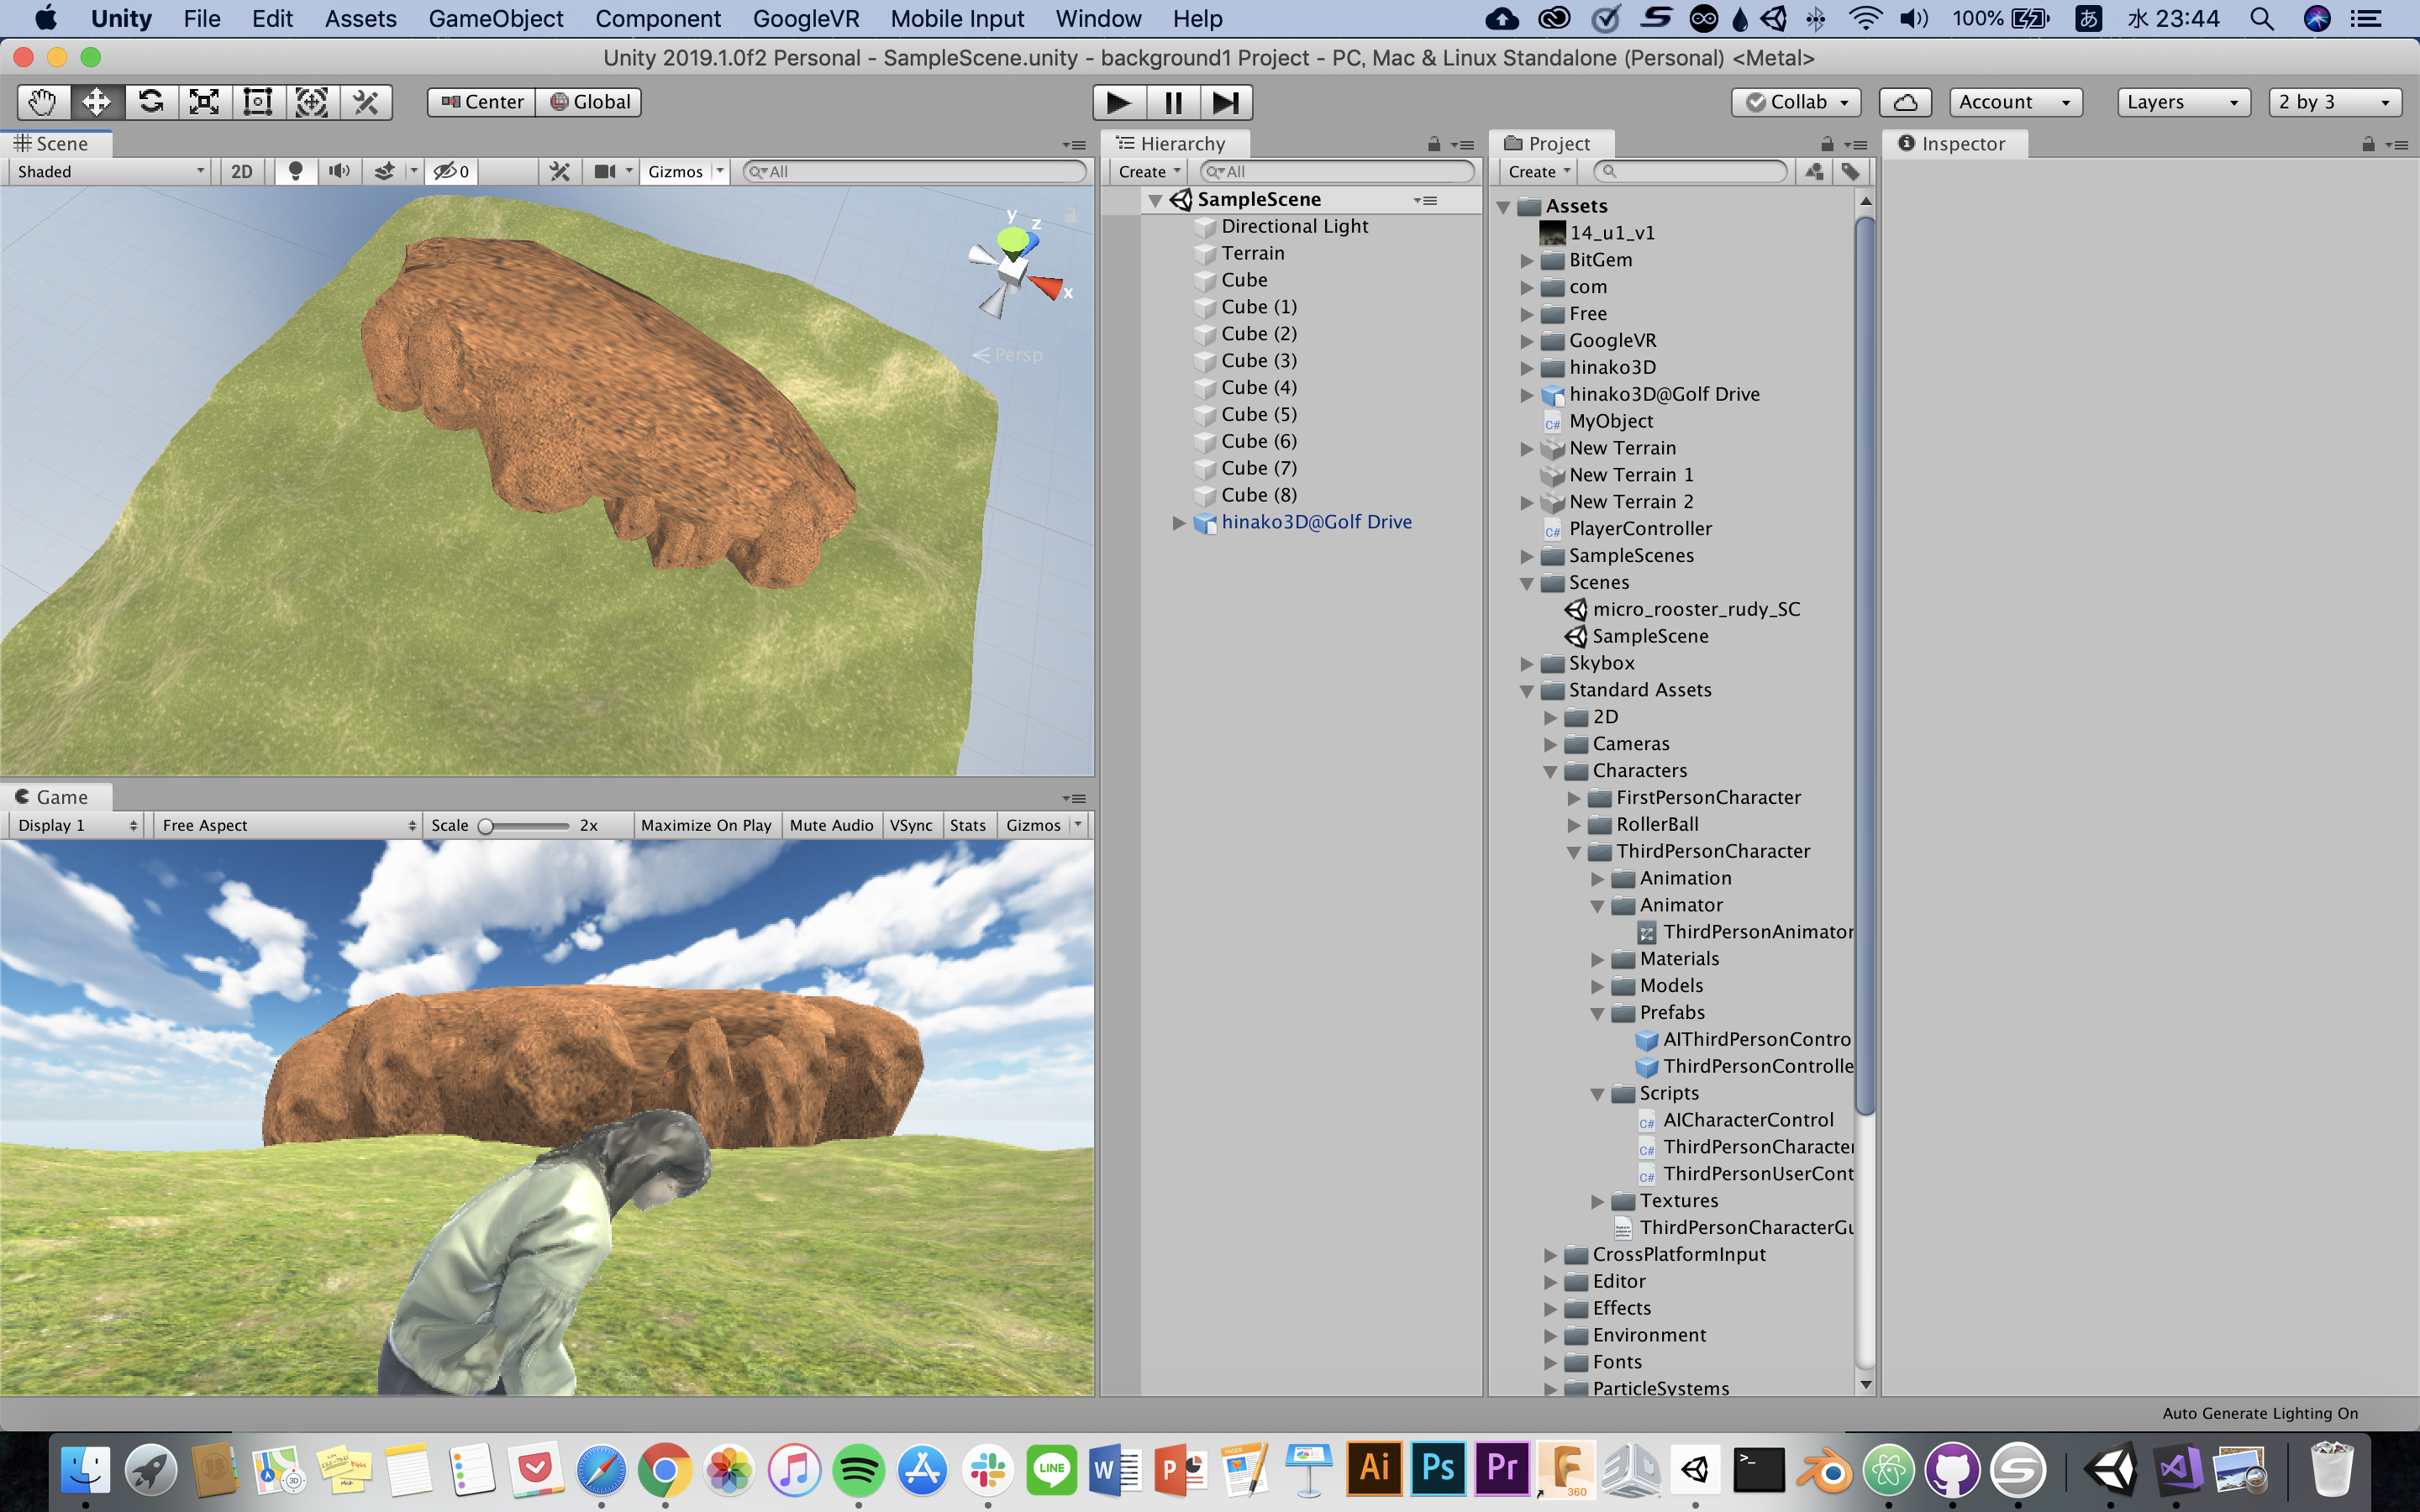 Unity File Edit Assets GameObject Component GoogleVR Mobile Input Window Help 100% あ 水 23:44
Unity 2019.1.0f2 Personal - SampleScene.unity - background1 Project - PC, Mac & Linux Standalone (Personal) <Metal>
Center Global Collab Account Layers 2 by 3
Scene
Shaded 2D 0 Gizmos All
y
z
x
Persp
Game
Display 1 Free Aspect Scale 2x Maximize On Play Mute Audio VSync Stats Gizmos
Hierarchy
Create All
SampleScene
Directional Light
Terrain
Cube
Cube (1)
Cube (2)
Cube (3)
Cube (4)
Cube (5)
Cube (6)
Cube (7)
Cube (8)
hinako3D@Golf Drive
Project
Create
Assets
14_u1_v1
BitGem
com
Free
GoogleVR
hinako3D
hinako3D@Golf Drive
C# MyObject
New Terrain
New Terrain 1
New Terrain 2
C# PlayerController
SampleScenes
Scenes
micro_rooster_rudy_SC
SampleScene
Skybox
Standard Assets
2D
Cameras
Characters
FirstPersonCharacter
RollerBall
ThirdPersonCharacter
Animation
Animator
ThirdPersonAnimator
Materials
Models
Prefabs
AIThirdPersonContro
ThirdPersonControlle
Scripts
C# AICharacterControl
C# ThirdPersonCharacter
C# ThirdPersonUserCont
Textures
ThirdPersonCharacterGu
CrossPlatformInput
Editor
Effects
Environment
Fonts
ParticleSystems
Inspector
Auto Generate Lighting On
3D LINE W P PAGES Ai Ps Pr F 360 >_ S